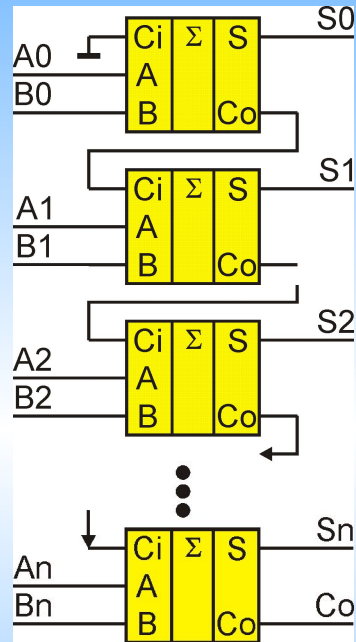 S0
Ci Σ S
A0
A
B0
B Co
S1
Ci Σ S
A1
A
B1
B Co
S2
Ci Σ S
A2
A
B2
B Co
Sn
Ci Σ S
An
A
Bn
B Co
Co